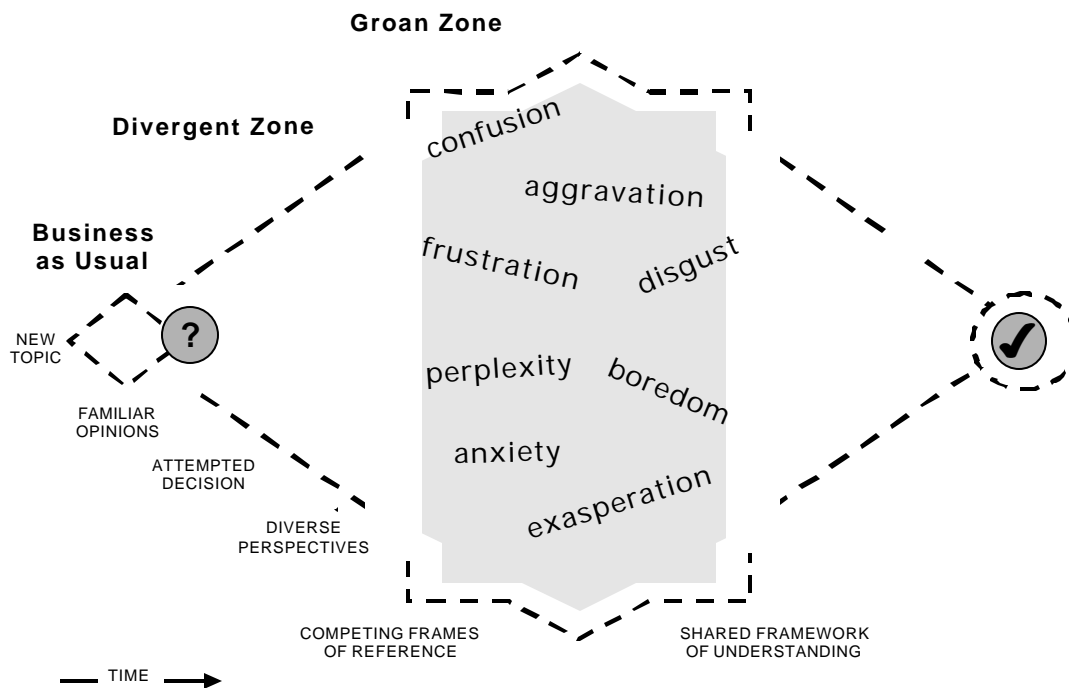 Groan Zone
Divergent Zone
Business
as Usual
NEW
TOPIC
?
FAMILIAR
OPINIONS
ATTEMPTED
DECISION
DIVERSE
PERSPECTIVES
confusion
aggravation
frustration
disgust
perplexity
boredom
anxiety
exasperation
COMPETING FRAMES
OF REFERENCE
SHARED FRAMEWORK
OF UNDERSTANDING
✓
TIME